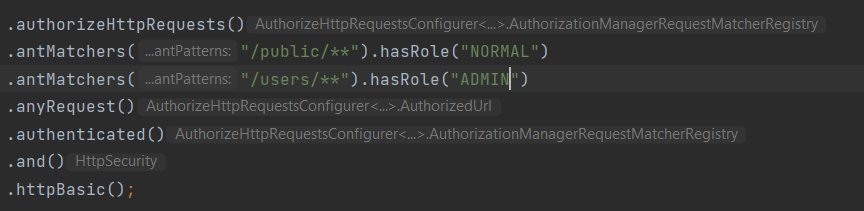 .authorizeHttpRequests() AuthorizeHttpRequestsConfigurer<...>.AuthorizationManagerRequestMatcherRegistry
.antMatchers( ...antPatterns: "/public/**").hasRole("NORMAL")
.antMatchers( ...antPatterns: "/users/**").hasRole("ADMIN")
.anyRequest() AuthorizeHttpRequestsConfigurer<...>.AuthorizedUrl
.authenticated() AuthorizeHttpRequestsConfigurer<...>.AuthorizationManagerRequestMatcherRegistry
.and() HttpSecurity
.httpBasic();